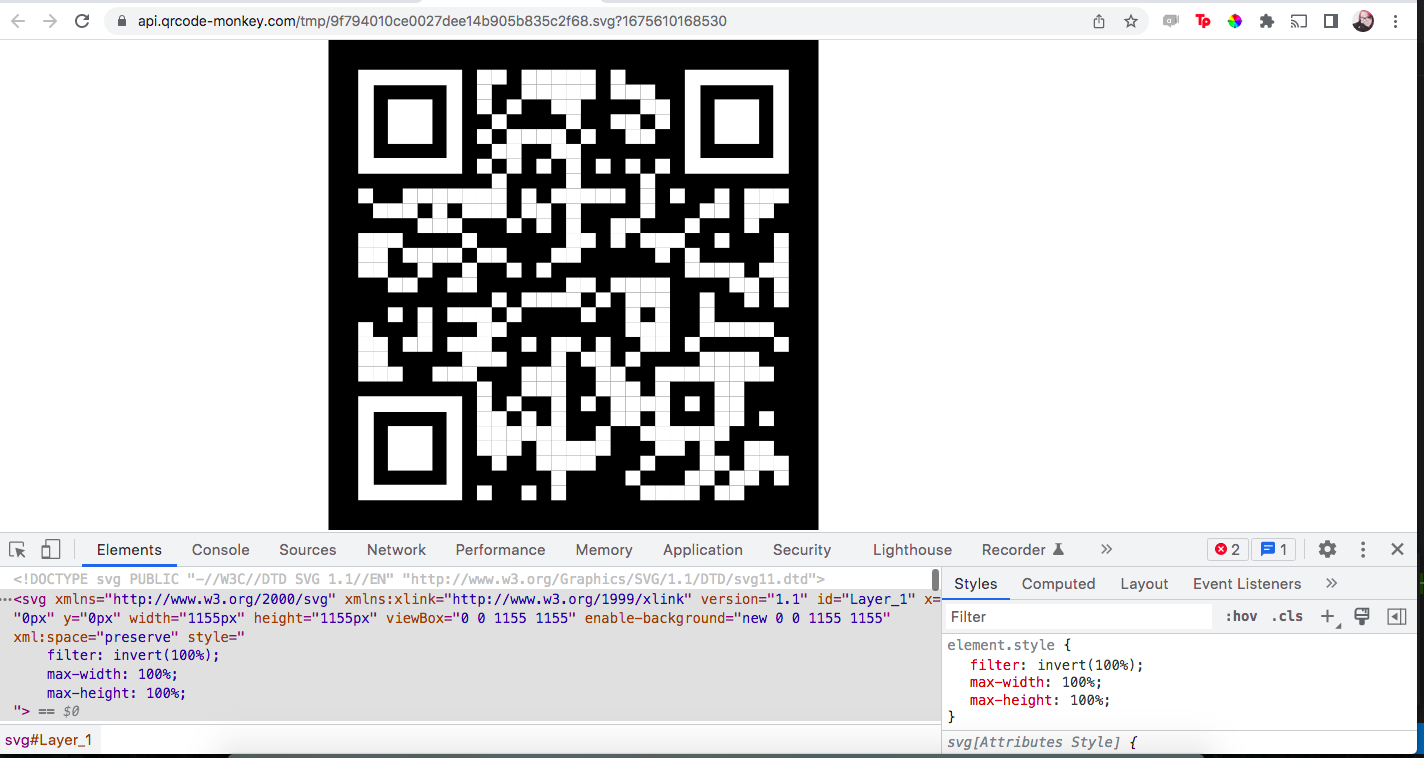 api.qrcode-monkey.com/tmp/9f794010ce0027dee14b905b835c2f68.svg?1675610168530
Tp
Elements Console Sources Network Performance Memory Application Security Lighthouse Recorder 2 1
<!DOCTYPE svg PUBLIC "-//W3C//DTD SVG 1.1//EN" "http://www.w3.org/Graphics/SVG/1.1/DTD/svg11.dtd">
<svg xmlns="http://www.w3.org/2000/svg" xmlns:xlink="http://www.w3.org/1999/xlink" version="1.1" id="Layer_1" x=
"0px" y="0px" width="1155px" height="1155px" viewBox="0 0 1155 1155" enable-background="new 0 0 1155 1155"
xml:space="preserve" style="
filter: invert(100%);
max-width: 100%;
max-height: 100%;
"> == $0
svg#Layer_1
Styles Computed Layout Event Listeners
Filter :hov .cls
element.style {
filter: invert(100%);
max-width: 100%;
max-height: 100%;
}
svg[Attributes Style] {